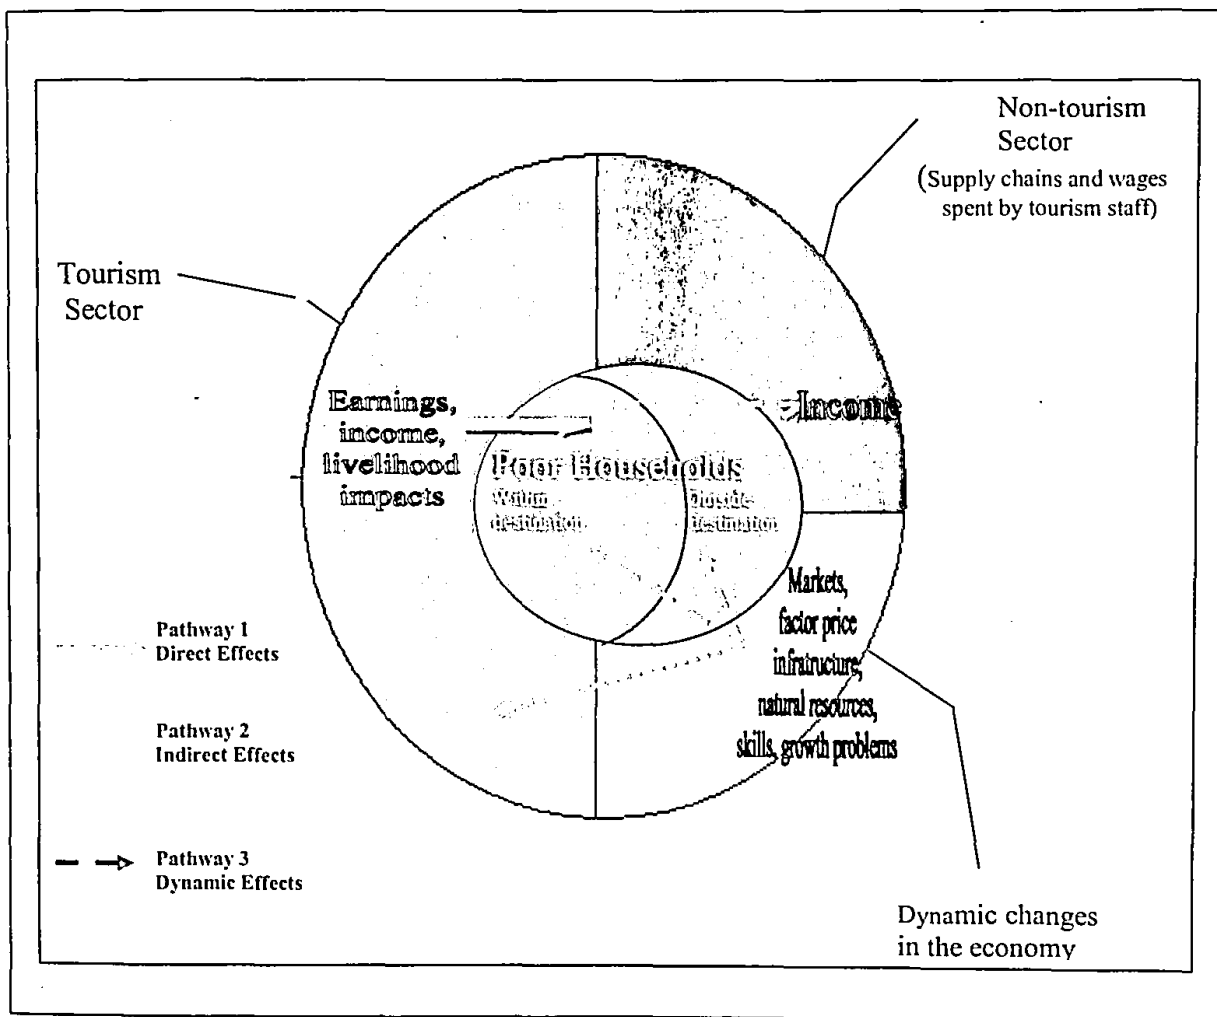 Non-tourism
Sector
(Supply chains and wages
spent by tourism staff)
Tourism
Sector
Earnings,
income,
livelihood
impacts
Income
Poor Households
Within
destination
Outside
destination
Markets,
factor price
infratructure,
natural resources,
skills, growth problems
Pathway 1
Direct Effects
Pathway 2
Indirect Effects
Pathway 3
Dynamic Effects
Dynamic changes
in the economy